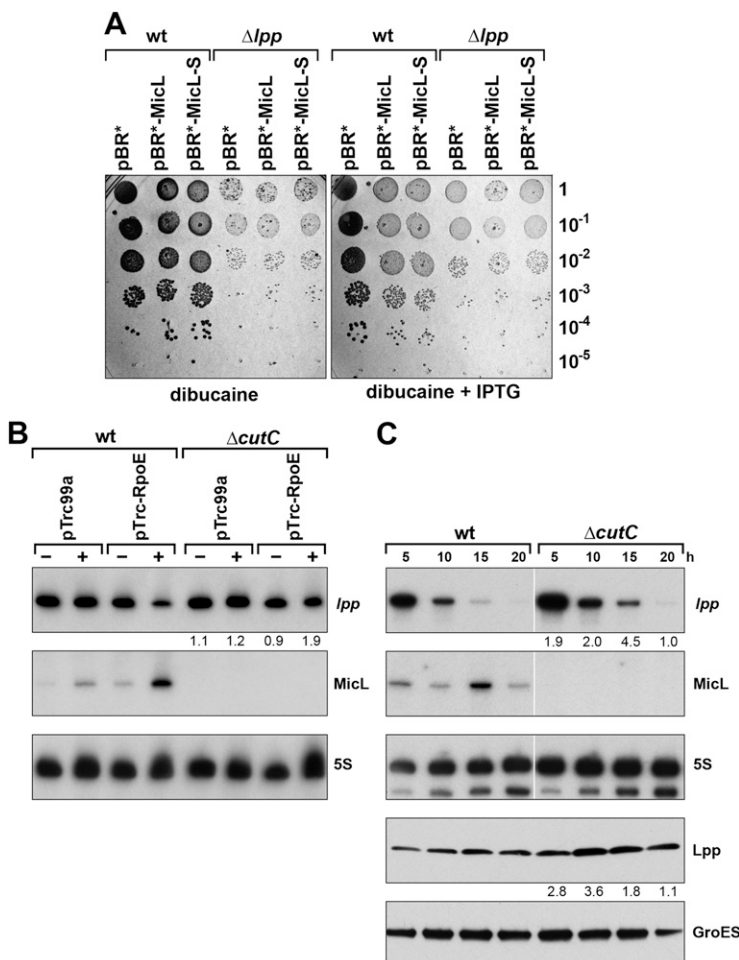 A
wt Δlpp wt Δlpp
pBR* pBR*-MicL pBR*-MicL-S pBR* pBR*-MicL pBR*-MicL-S pBR* pBR*-MicL pBR*-MicL-S pBR* pBR*-MicL pBR*-MicL-S
1
10-1
10-2
10-3
10-4
10-5
dibucaine dibucaine + IPTG
B
wt ΔcutC
pTrc99a pTrc-RpoE pTrc99a pTrc-RpoE
– + – + – + – +
lpp
1.1 1.2 0.9 1.9
MicL
5S
C
wt ΔcutC
5 10 15 20 5 10 15 20 h
lpp
1.9 2.0 4.5 1.0
MicL
5S
Lpp
2.8 3.6 1.8 1.1
GroES